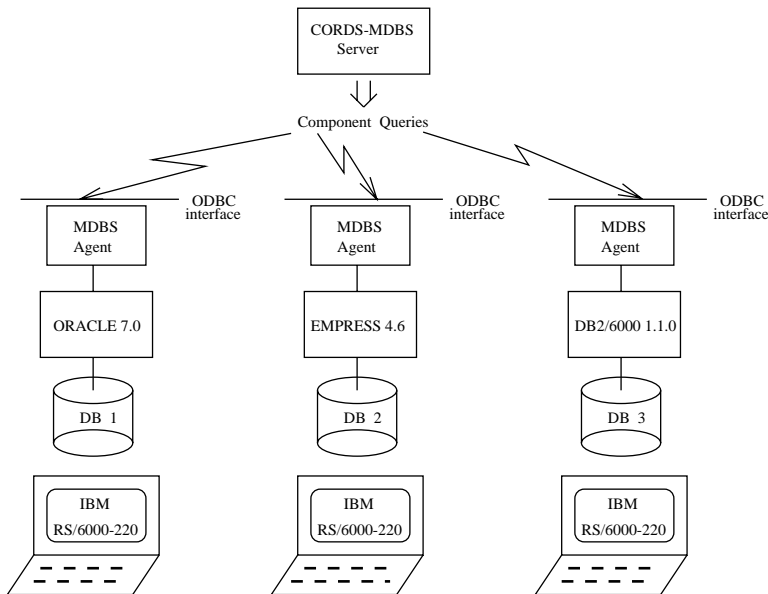 CORDS-MDBS
Server
Component Queries
ODBC
interface
ODBC
interface
ODBC
interface
MDBS
Agent
MDBS
Agent
MDBS
Agent
ORACLE 7.0
EMPRESS 4.6
DB2/6000 1.1.0
DB 1
DB 2
DB 3
IBM
RS/6000-220
IBM
RS/6000-220
IBM
RS/6000-220